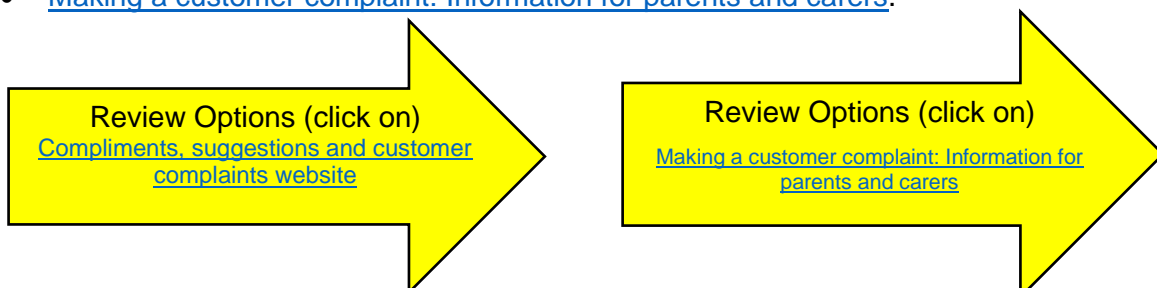 • Making a customer complaint: Information for parents and carers.
Review Options (click on)
Compliments, suggestions and customer
complaints website
Review Options (click on)
Making a customer complaint: Information for
parents and carers